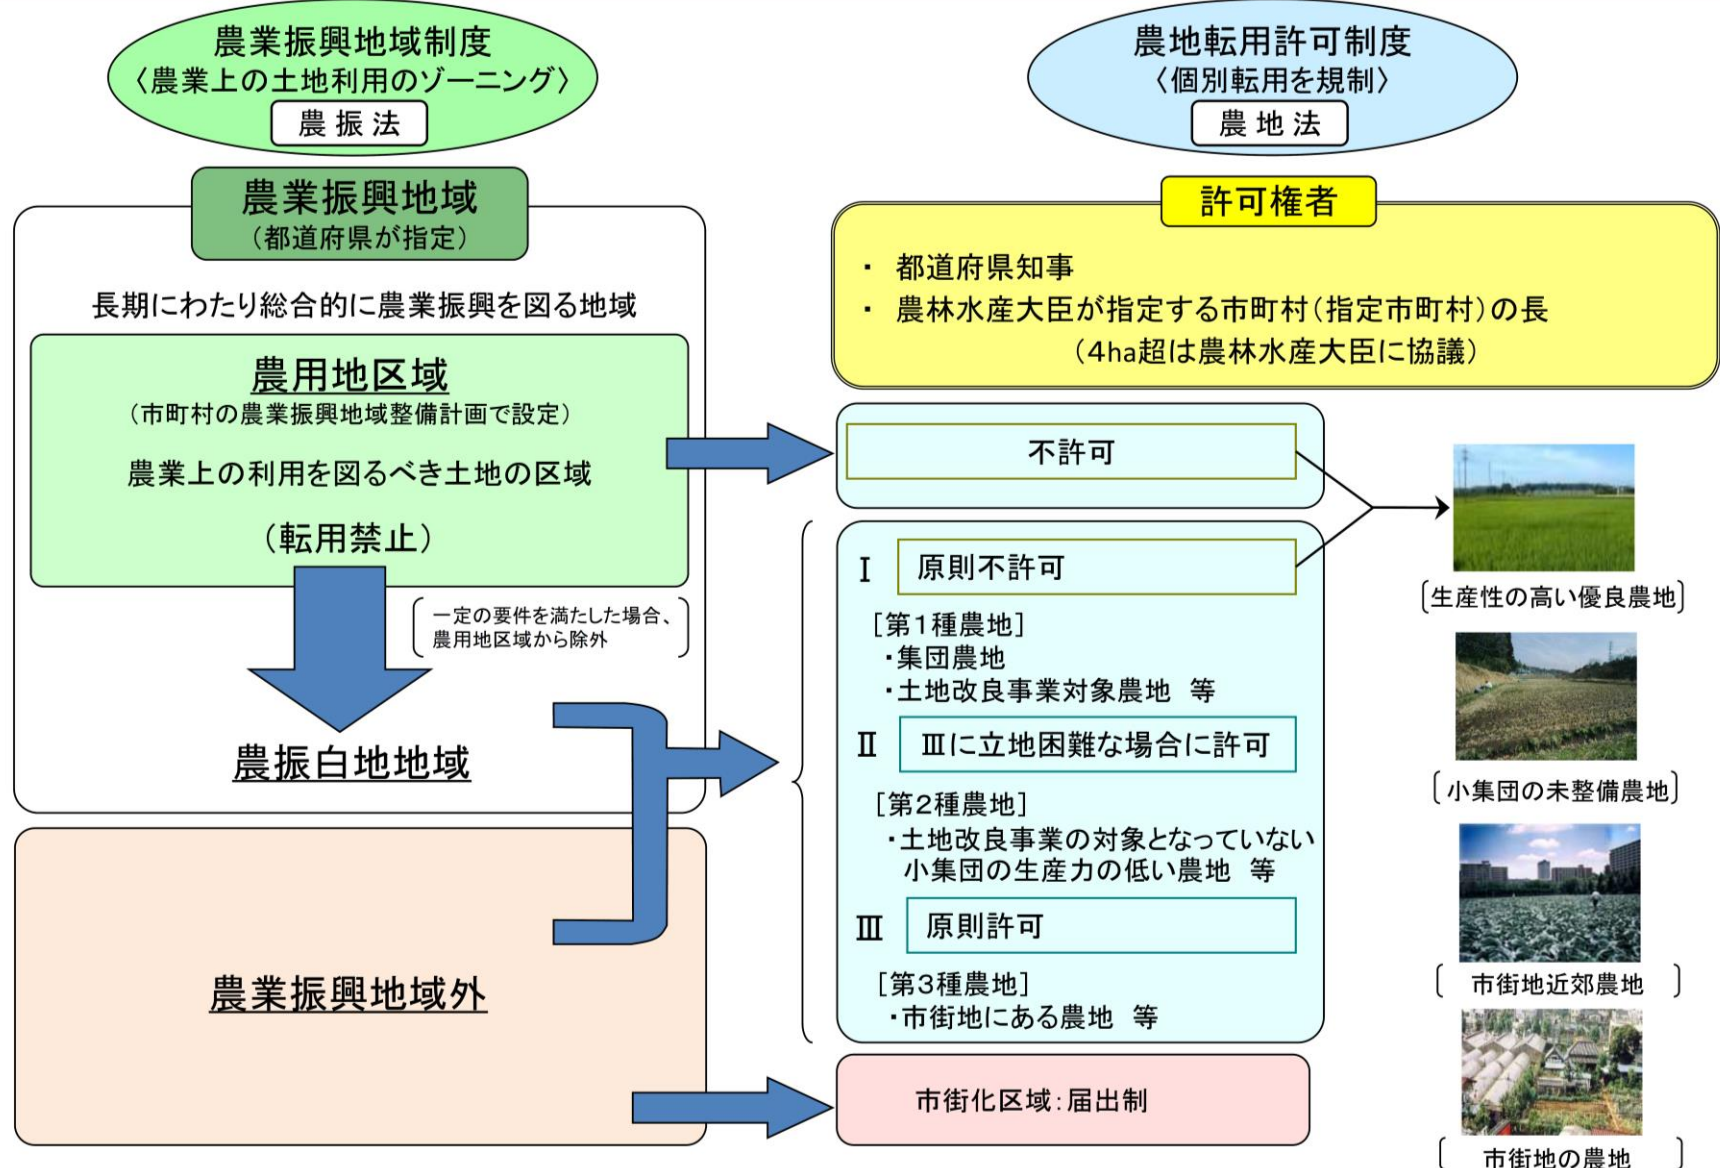 農業振興地域制度
〈農業上の土地利用のゾーニング〉
農振法
農業振興地域
（都道府県が指定）
長期にわたり総合的に農業振興を図る地域
農用地区域
（市町村の農業振興地域整備計画で設定）
農業上の利用を図るべき土地の区域
（転用禁止）
一定の要件を満たした場合、
農用地区域から除外
農振白地地域
農業振興地域外
農地転用許可制度
〈個別転用を規制〉
農地法
許可権者
・ 都道府県知事
・ 農林水産大臣が指定する市町村（指定市町村）の長
（4ha超は農林水産大臣に協議）
不許可
Ⅰ 原則不許可
［第1種農地］
・集団農地
・土地改良事業対象農地 等
Ⅱ Ⅲに立地困難な場合に許可
［第2種農地］
・土地改良事業の対象となっていない
小集団の生産力の低い農地 等
Ⅲ 原則許可
［第3種農地］
・市街地にある農地 等
市街化区域：届出制
〔生産性の高い優良農地〕
〔小集団の未整備農地〕
〔市街地近郊農地〕
〔市街地の農地〕